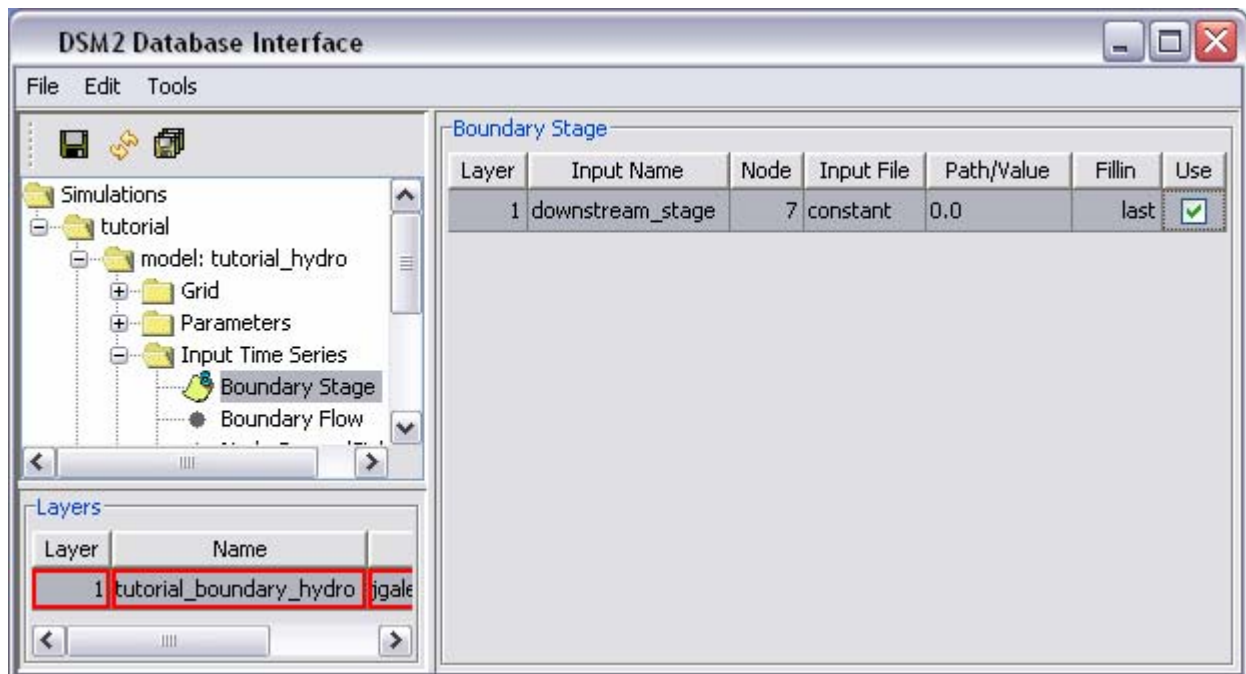 DSM2 Database Interface
File Edit Tools
Simulations
tutorial
model: tutorial_hydro
Grid
Parameters
Input Time Series
Boundary Stage
Boundary Flow
Layers
Layer Name
1 tutorial_boundary_hydro jgale
Boundary Stage
Layer Input Name Node Input File Path/Value Fillin Use
1 downstream_stage 7 constant 0.0 last